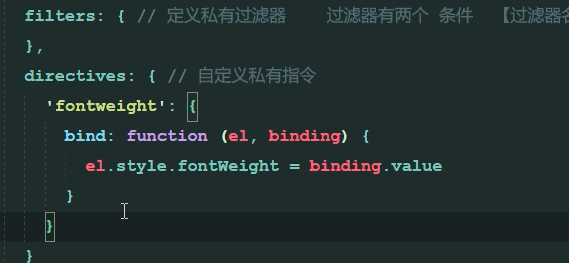 filters: { // 定义私有过滤器    过滤器有两个 条件  【过滤器名
},
directives: { // 自定义私有指令
'fontweight': {
bind: function (el, binding) {
el.style.fontWeight = binding.value
}
}
}